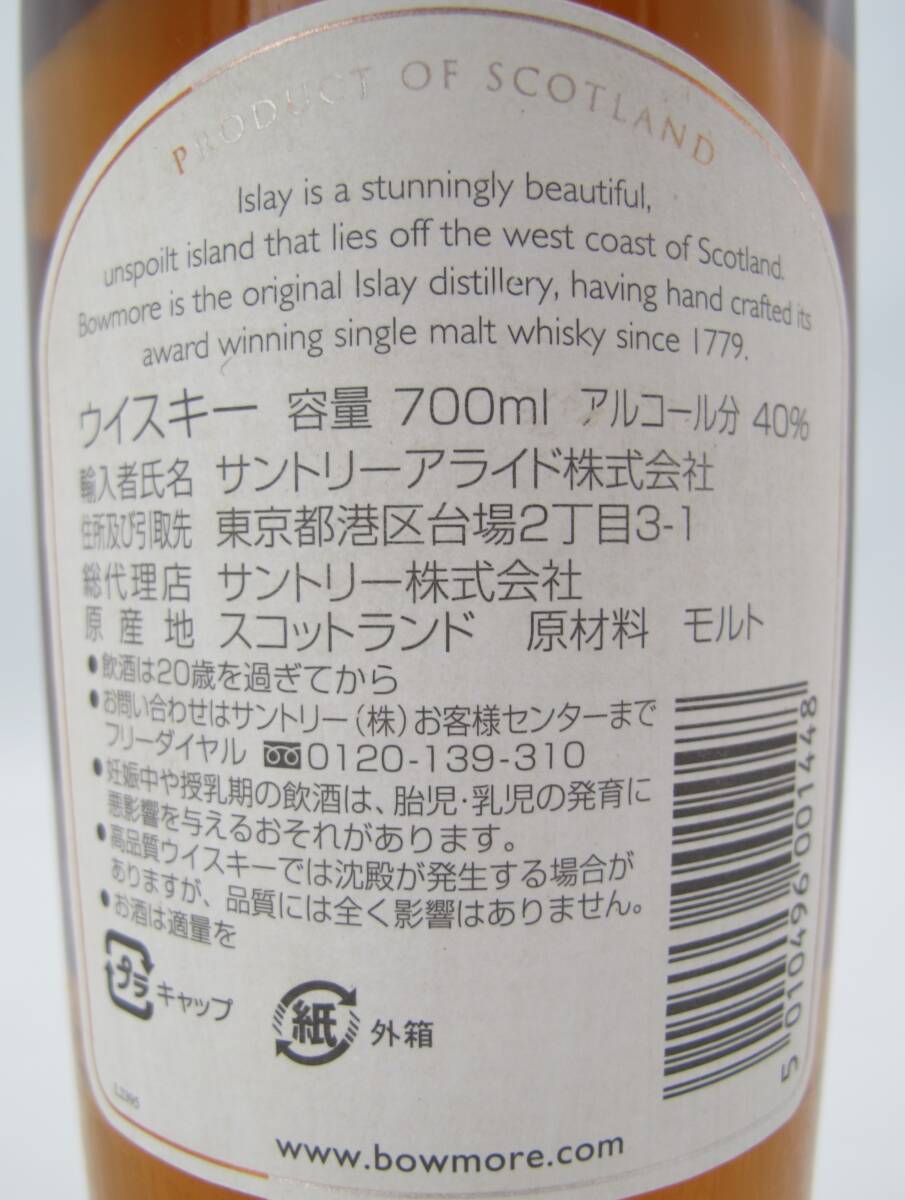 PRODUCT OF SCOTLAND
Islay is a stunningly beautiful,
unspoilt island that lies off the west coast of Scotland.
Bowmore is the original Islay distillery, having hand crafted its
award winning single malt whisky since 1779.
ウイスキー 容量 700ml アルコール分 40%
輸入者氏名 サントリーアライド株式会社
住所及び引取先 東京都港区台場2丁目3-1
総代理店 サントリー株式会社
原産地 スコットランド 原材料 モルト
●飲酒は20歳を過ぎてから
●お問い合わせはサントリー(株)お客様センターまで
フリーダイヤル 0120-139-310
●妊娠中や授乳期の飲酒は、胎児・乳児の発育に
悪影響を与えるおそれがあります。
●高品質ウイスキーでは沈殿が発生する場合が
ありますが、品質には全く影響はありません。
●お酒は適量を
プラ キャップ
紙 外箱
5 010496 001448
www.bowmore.com